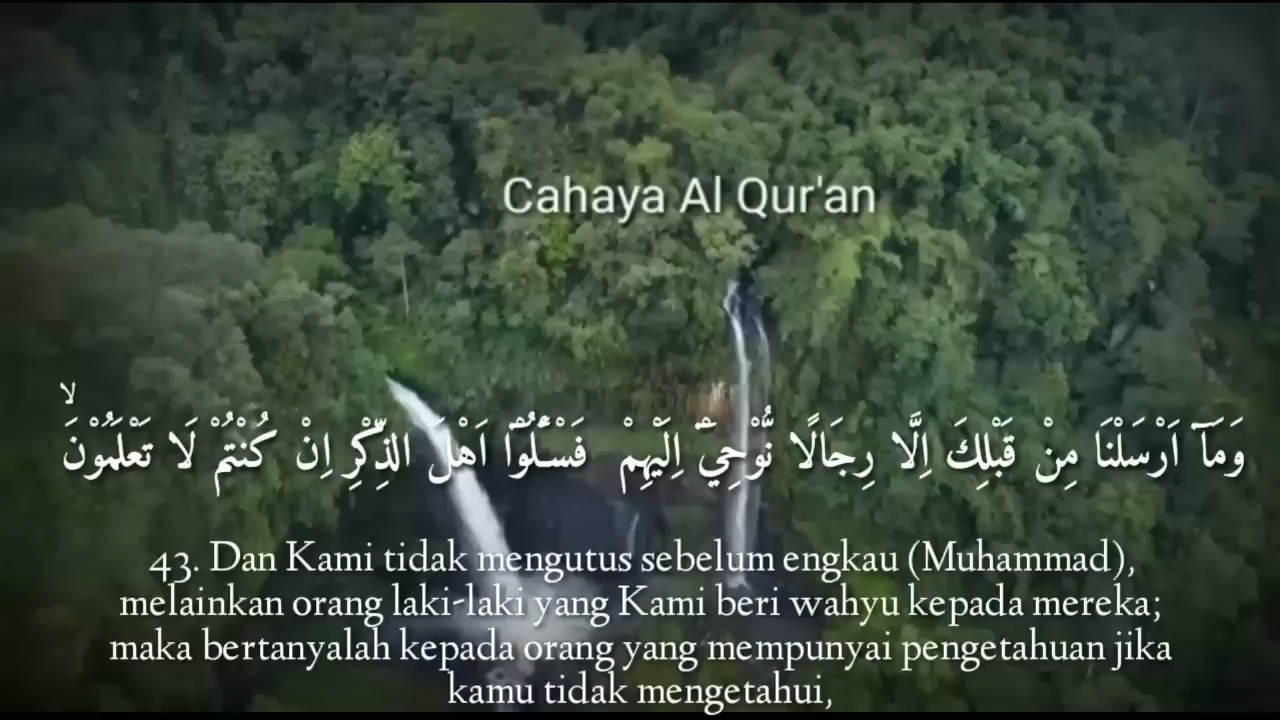 Cahaya Al Qur'an
وَمَآ اَرْسَلْنَا مِنْ قَبْلِكَ اِلَّا رِجَالًا نُّوْحِيْٓ اِلَيْهِمْ فَسْـَٔلُوْٓا اَهْلَ الذِّكْرِ اِنْ كُنْتُمْ لَا تَعْلَمُوْنَۙ
43. Dan Kami tidak mengutus sebelum engkau (Muhammad),
melainkan orang laki-laki yang Kami beri wahyu kepada mereka;
maka bertanyalah kepada orang yang mempunyai pengetahuan jika
kamu tidak mengetahui,